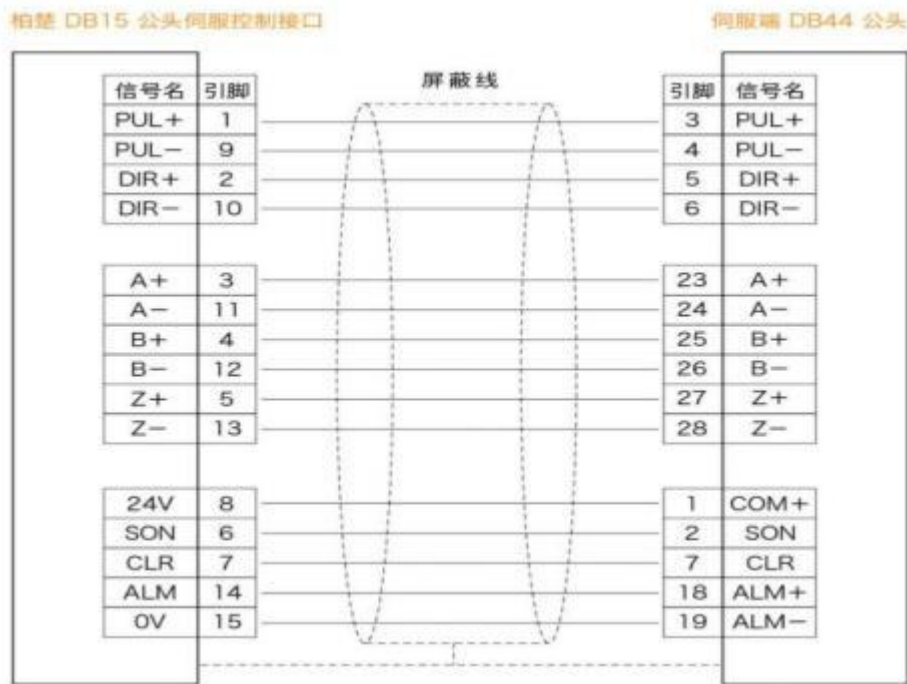 柏楚 DB15 公头伺服控制接口 伺服端 DB44 公头
屏蔽线
信号名 引脚 引脚 信号名
PUL+ 1 3 PUL+
PUL- 9 4 PUL-
DIR+ 2 5 DIR+
DIR- 10 6 DIR-
A+ 3 23 A+
A- 11 24 A-
B+ 4 25 B+
B- 12 26 B-
Z+ 5 27 Z+
Z- 13 28 Z-
24V 8 1 COM+
SON 6 2 SON
CLR 7 7 CLR
ALM 14 18 ALM+
0V 15 19 ALM-